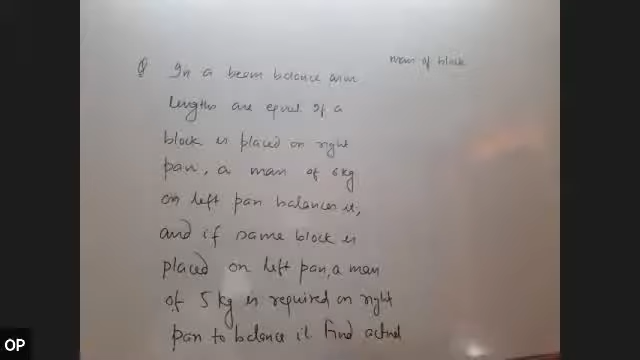 Q In a beam balance arm
mass of block
lengths are equal if a
block is placed on right
pan, a mass of 6kg
on left pan balances it,
and if same block is
placed on left pan, a mass
of 5 kg is required on right
pan to balance it find actual
OP